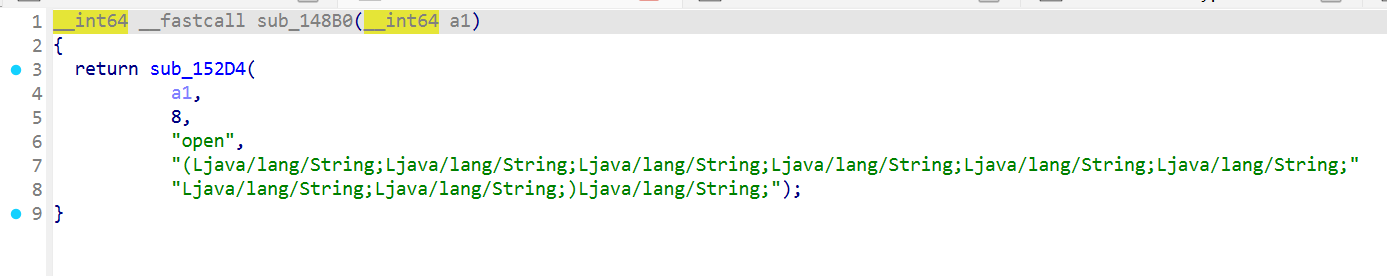 1 __int64 __fastcall sub_148B0(__int64 a1)
2 {
3   return sub_152D4(
4            a1,
5            8,
6            "open",
7            "(Ljava/lang/String;Ljava/lang/String;Ljava/lang/String;Ljava/lang/String;Ljava/lang/String;Ljava/lang/String;"
8            "Ljava/lang/String;Ljava/lang/String;)Ljava/lang/String;");
9 }